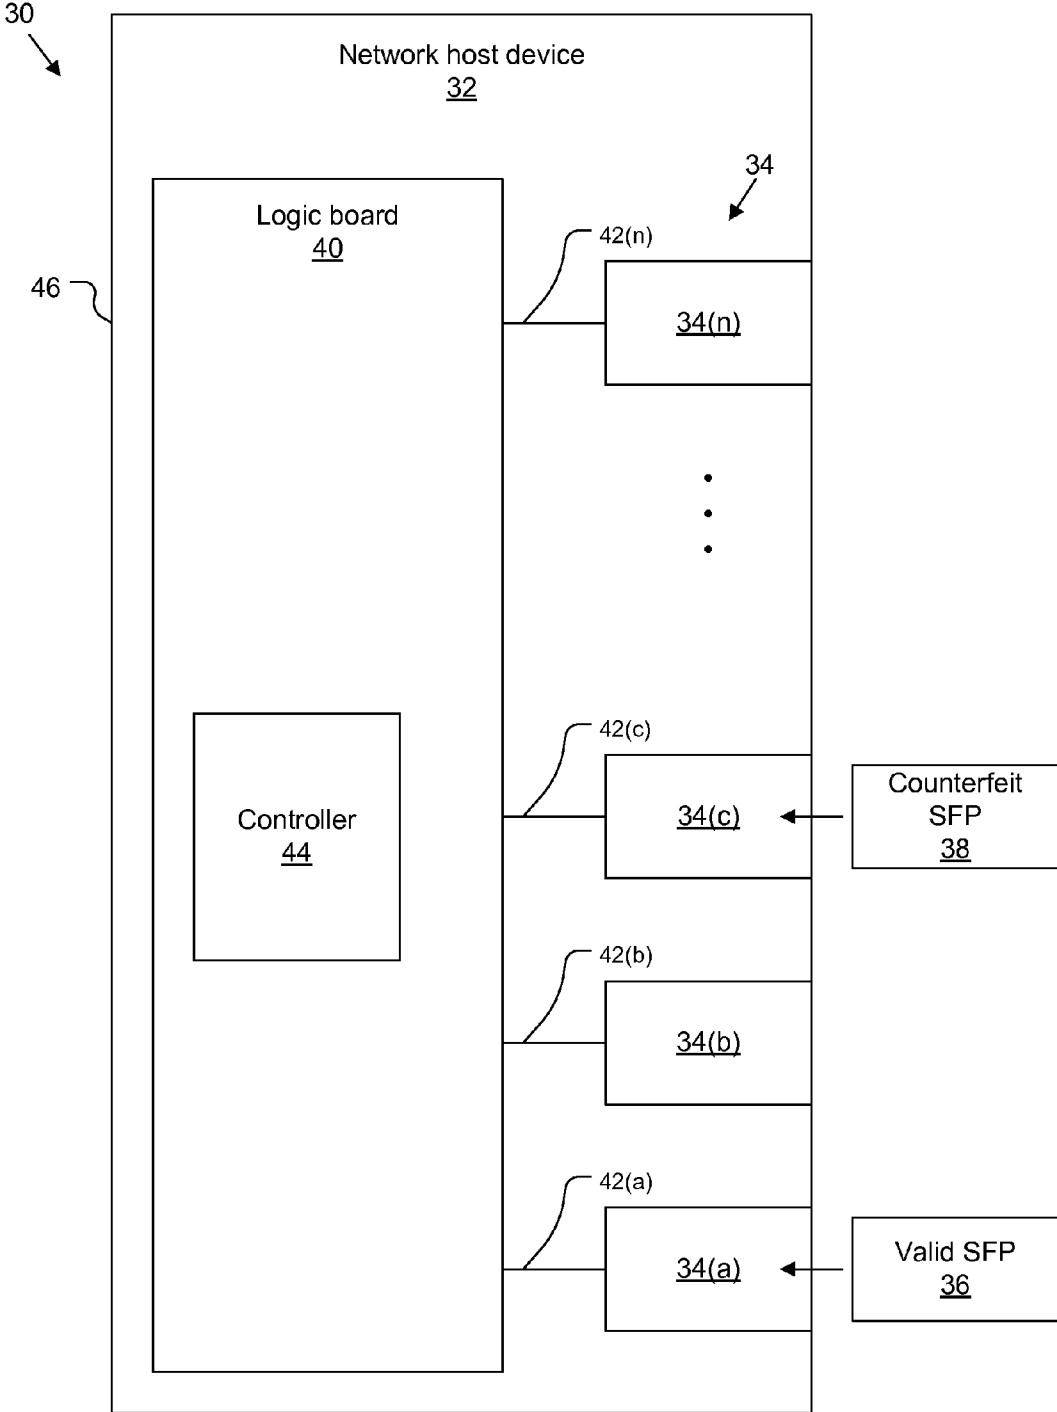 30
Network host device
32
34
Logic board
40
42(n)
46
34(n)
42(c)
Counterfeit
SFP
38
34(c)
Controller
44
42(b)
34(b)
42(a)
34(a)
Valid SFP
36